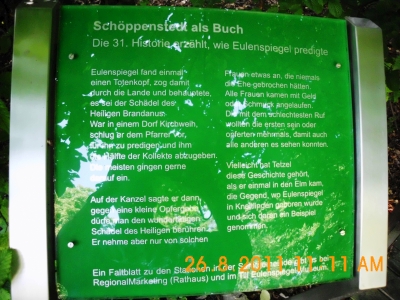 Schöppenstedt als Buch
Die 31. Historie erzählt, wie Eulenspiegel predigte
Eulenspiegel fand einmal
einen Totenkopf, zog damit
durch die Lande und behauptete,
es sei der Schädel des
Heiligen Brandanus.
War in einem Dorf Kirchweih,
schlug er dem Pfarrer vor,
für ihn zu predigen und ihm
die Hälfte der Kollekte abzugeben.
Die meisten gingen gerne
darauf ein.
Auf der Kanzel sagte er dann,
gegen eine kleine Opfergabe
dürfe man den wundertätigen
Schädel des Heiligen berühren.
Er nehme aber nur von solchen
Frauen etwas an, die niemals
die Ehe gebrochen hätten.
Alle Frauen kamen mit Geld
oder Schmuck angelaufen.
Die mit dem schlechtesten Ruf
wollten die ersten sein oder
opferten mehrmals, damit auch
alle anderen es sehen konnten.
Vielleicht hat Tetzel
diese Geschichte gehört,
als er einmal in den Elm kam,
die Gegend, wo Eulenspiegel
in Kneitlingen geboren wurde
und sich daran ein Beispiel
genommen.
Ein Faltblatt zu den Stationen in der
RegionalMarketing (Rathaus) und im Till Eulenspiegel-Museum.
26.8.2011 11:11 AM